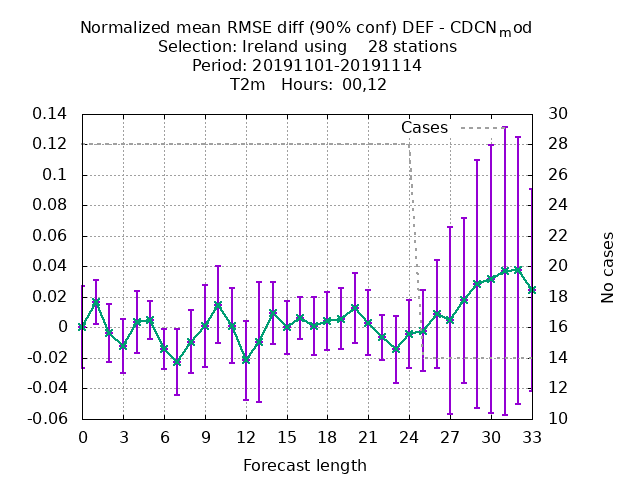 Normalized mean RMSE diff (90% conf) DEF - CDCN_mod
Selection: Ireland using    28 stations
Period: 20191101-20191114
T2m   Hours: 00,12
Cases
0.14
0.12
0.1
0.08
0.06
0.04
0.02
0
-0.02
-0.04
-0.06
30
28
26
24
22
20
18
16
14
12
10
No cases
0 3 6 9 12 15 18 21 24 27 30 33
Forecast length